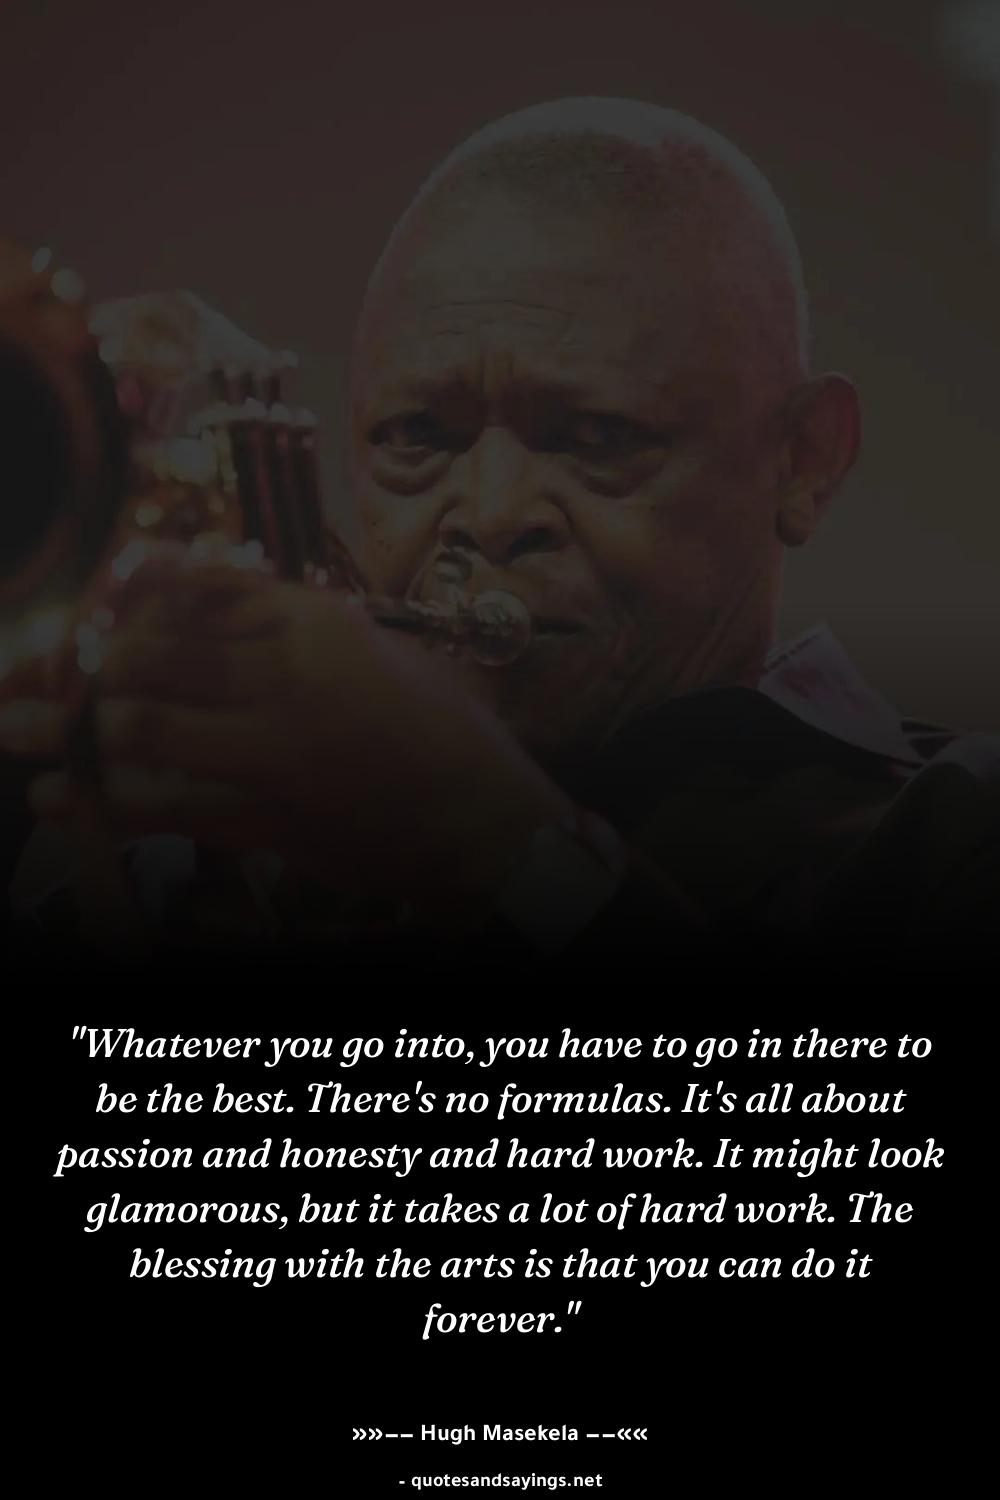 "Whatever you go into, you have to go in there to
be the best. There's no formulas. It's all about
passion and honesty and hard work. It might look
glamorous, but it takes a lot of hard work. The
blessing with the arts is that you can do it
forever."
»»–– Hugh Masekela ––««
- quotesandsayings.net